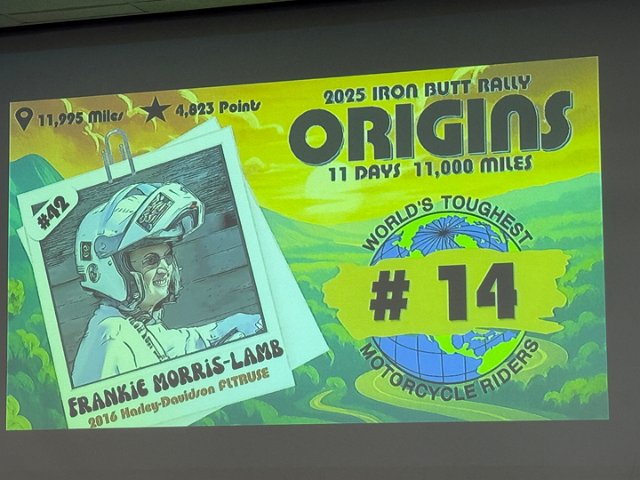 11,995 Miles
4,823 Points
2025 IRON BUTT RALLY
ORIGINS
11 DAYS 11,000 MILES
#42
FRANKIE MORRIS-LAMB
2016 Harley-Davidson FLTRUSE
WORLD'S TOUGHEST
# 14
MOTORCYCLE RIDERS